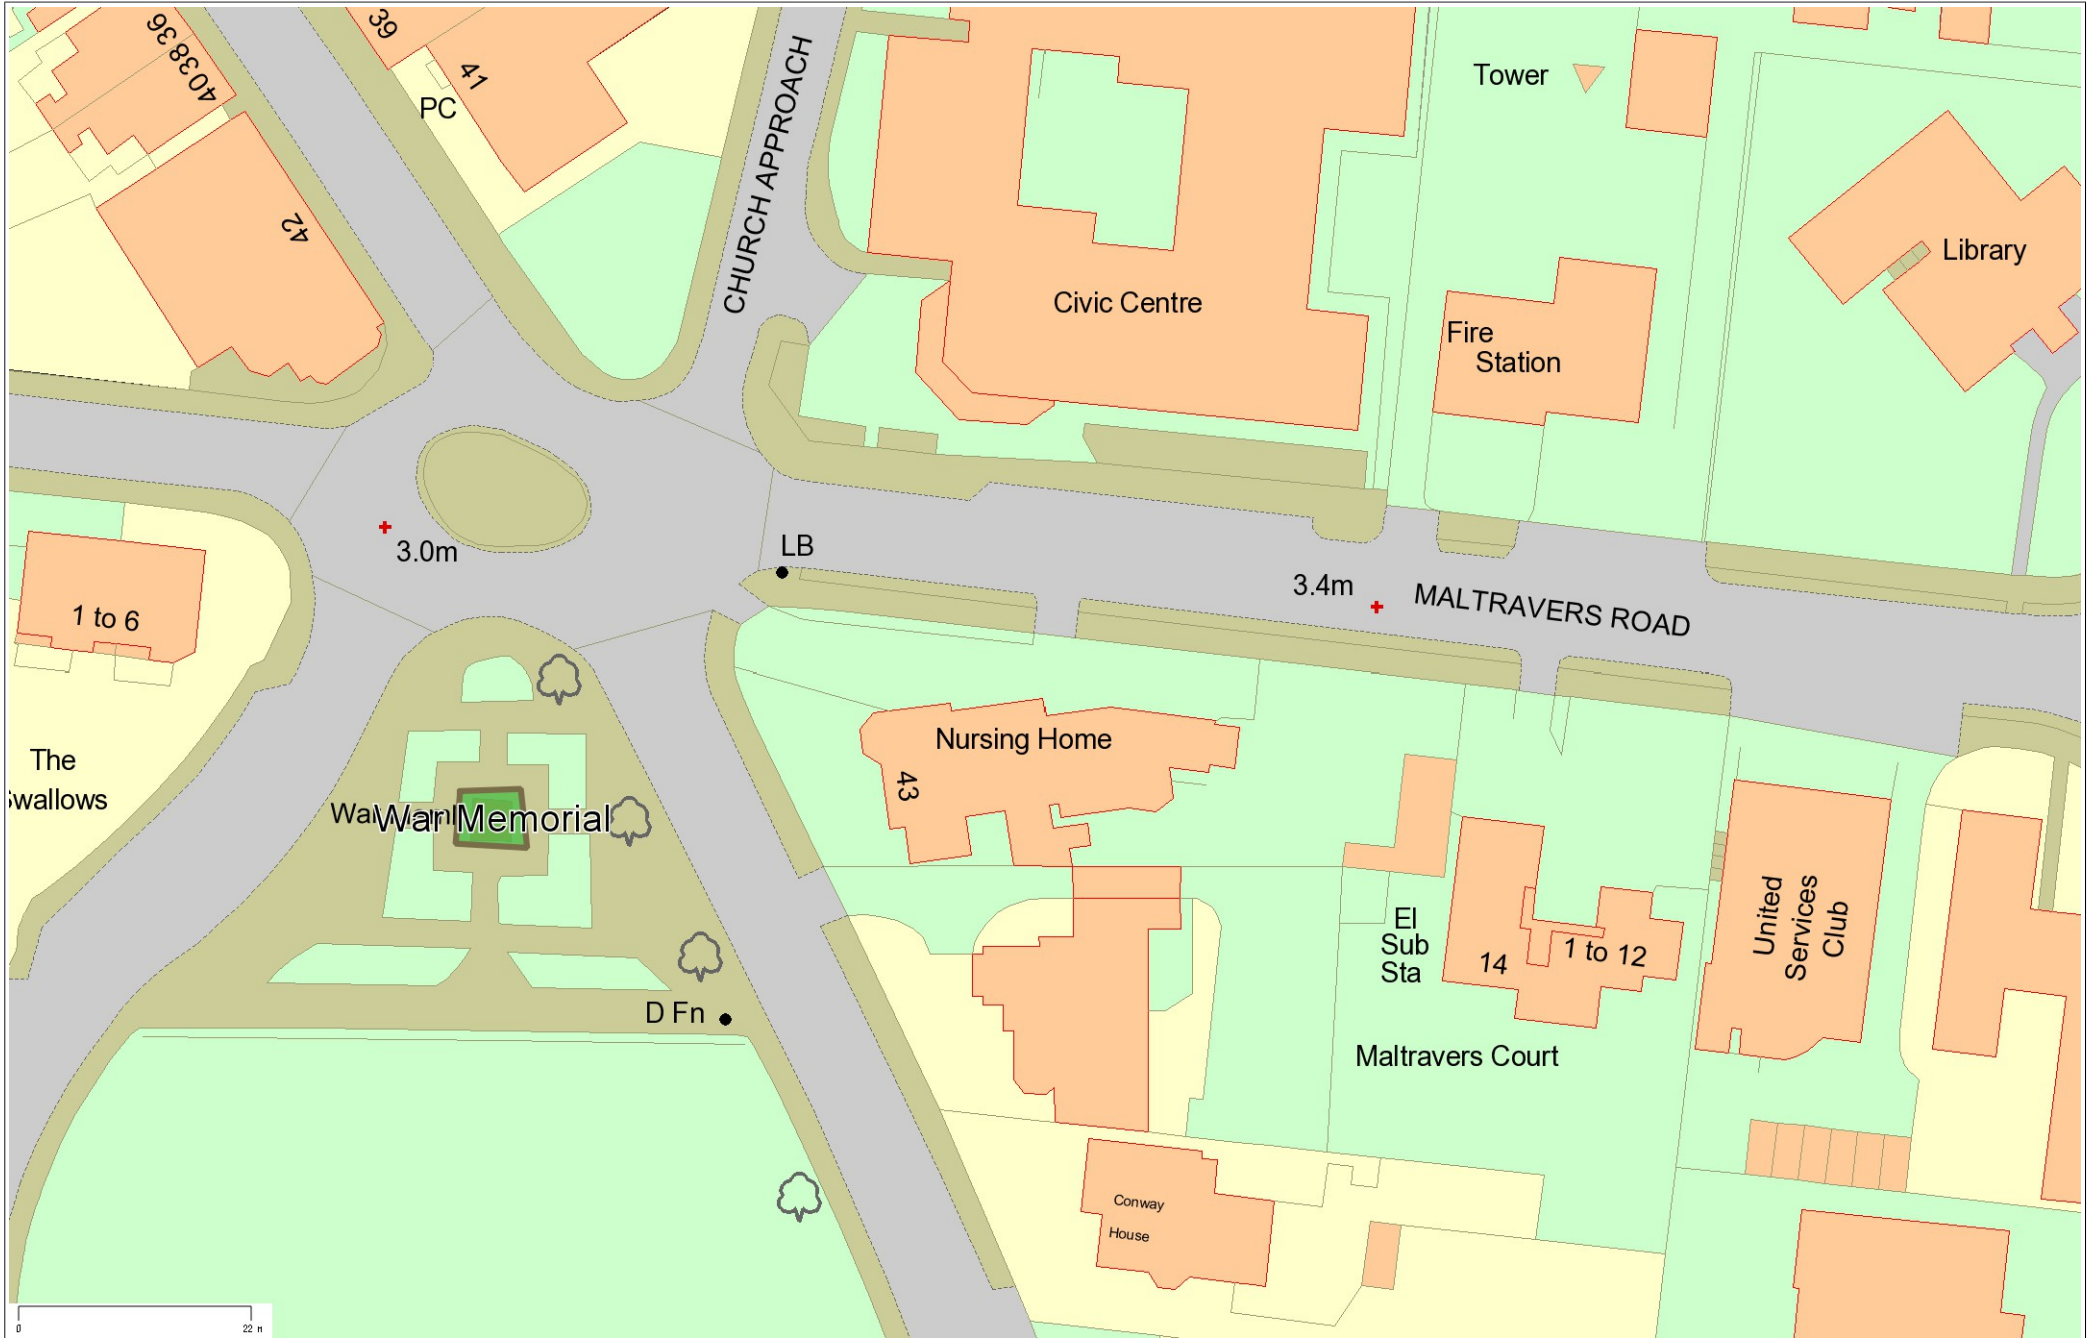 36
38
40
39
41
PC
42
CHURCH APPROACH
Tower
Civic Centre
Fire
Station
Library
3.0m
LB
3.4m
MALTRAVERS ROAD
1 to 6
The
Swallows
War Memorial
Nursing Home
43
El
Sub
Sta
14
1 to 12
United
Services
Club
D Fn
Maltravers Court
Conway
House
0
22 M